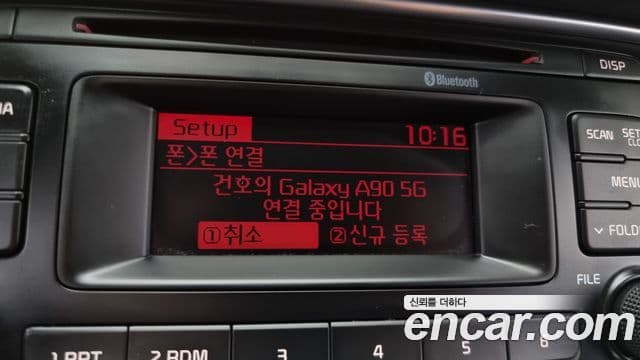 DISP
Bluetooth
Setup 10:16
SCAN SET
CLO
폰>폰 연결
건호의 Galaxy A90 5G
MENU
연결 중입니다
①취소 ②신규 등록
FOLD
FILE
신뢰를 더하다
encar.com
1 RPT 2 RDM 3 4 5 6